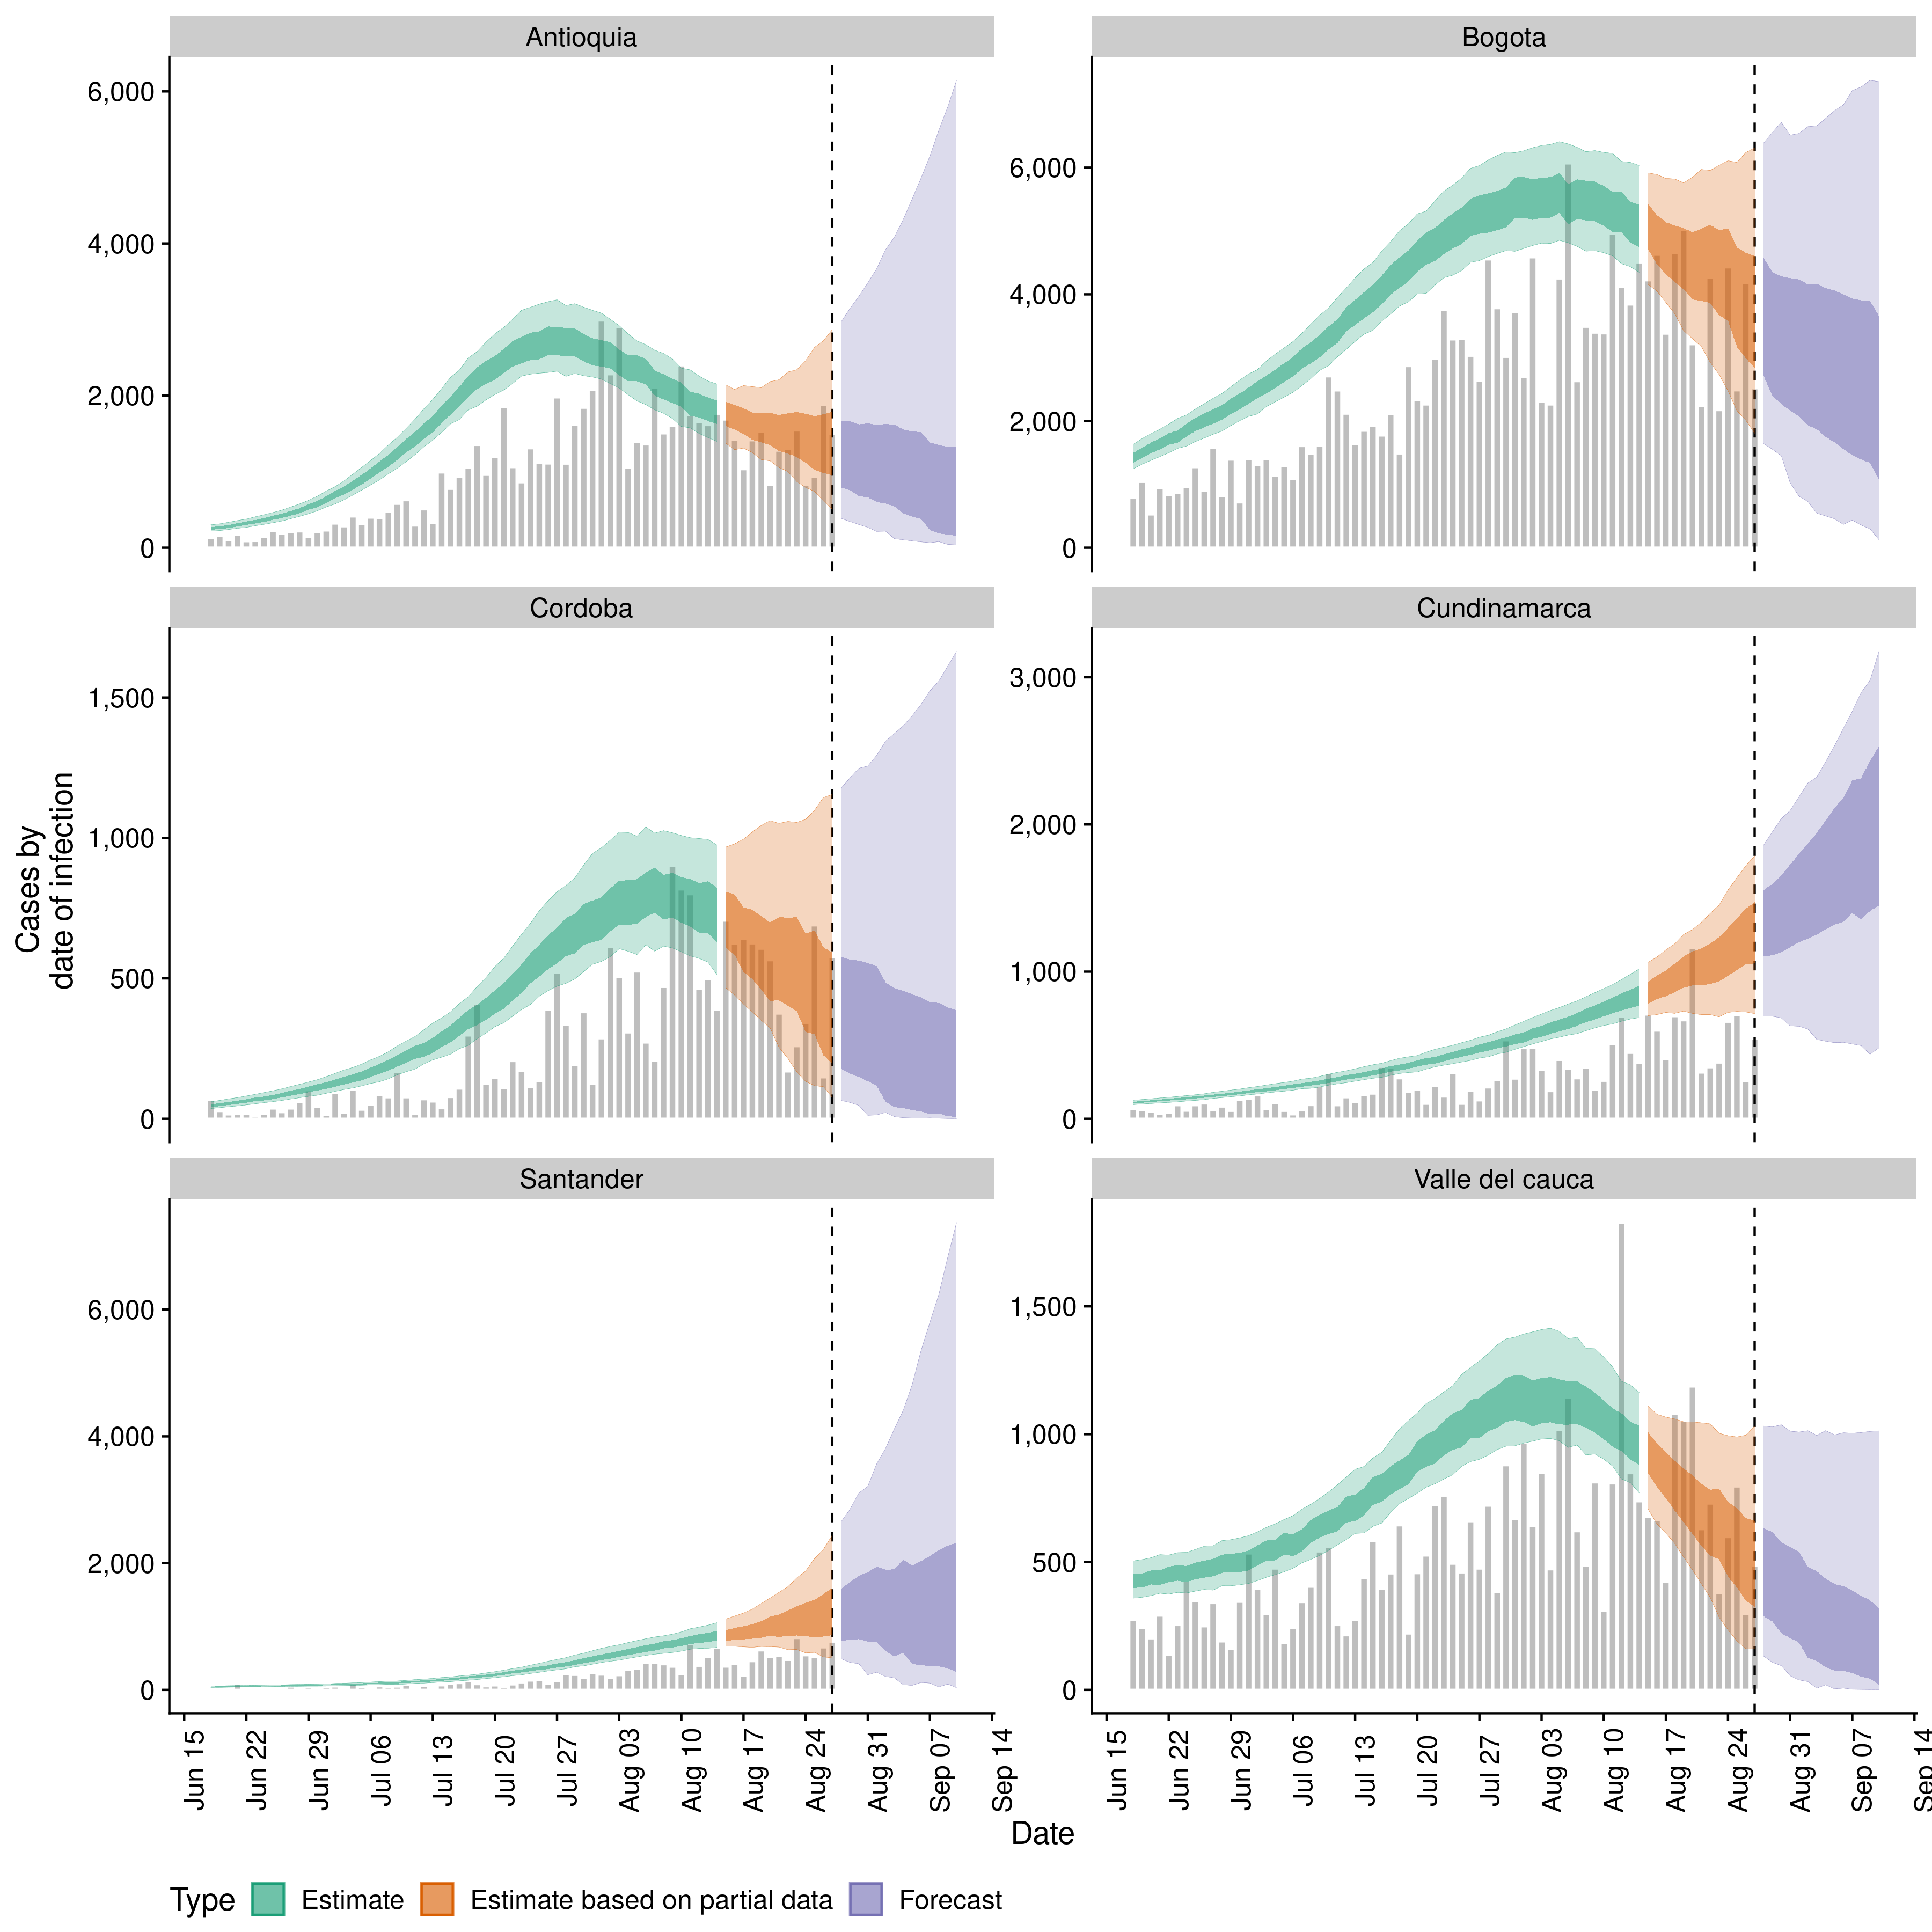 Antioquia
Bogota
6,000
4,000
2,000
0
6,000
4,000
2,000
0
Cordoba
Cundinamarca
1,500
1,000
500
0
3,000
2,000
1,000
0
Santander
Valle del cauca
6,000
4,000
2,000
0
1,500
1,000
500
0
Cases by
date of infection
Jun 15
Jun 22
Jun 29
Jul 06
Jul 13
Jul 20
Jul 27
Aug 03
Aug 10
Aug 17
Aug 24
Aug 31
Sep 07
Sep 14
Jun 15
Jun 22
Jun 29
Jul 06
Jul 13
Jul 20
Jul 27
Aug 03
Aug 10
Aug 17
Aug 24
Aug 31
Sep 07
Sep 14
Date
Type Estimate Estimate based on partial data Forecast